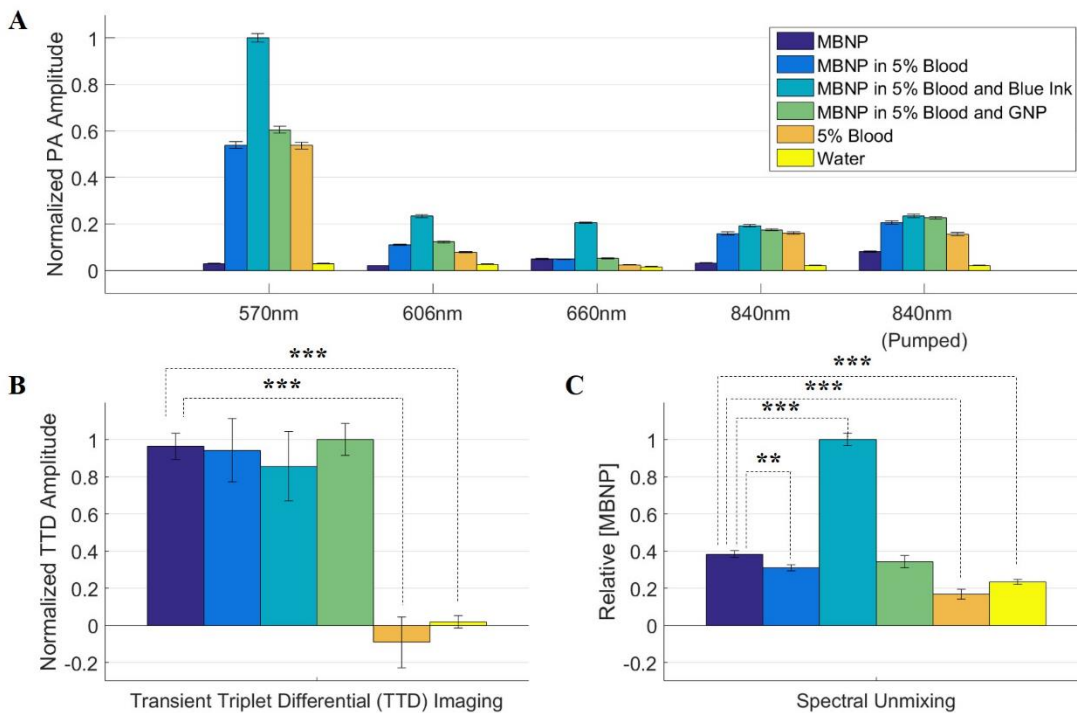 A
Normalized PA Amplitude
1
0.8
0.6
0.4
0.2
0
MBNP
MBNP in 5% Blood
MBNP in 5% Blood and Blue Ink
MBNP in 5% Blood and GNP
5% Blood
Water
570nm
606nm
660nm
840nm
840nm
(Pumped)
B
Normalized TTD Amplitude
1
0.8
0.6
0.4
0.2
0
-0.2
***
***
Transient Triplet Differential (TTD) Imaging
C
Relative [MBNP]
1
0.8
0.6
0.4
0.2
0
-0.2
***
***
***
**
Spectral Unmixing